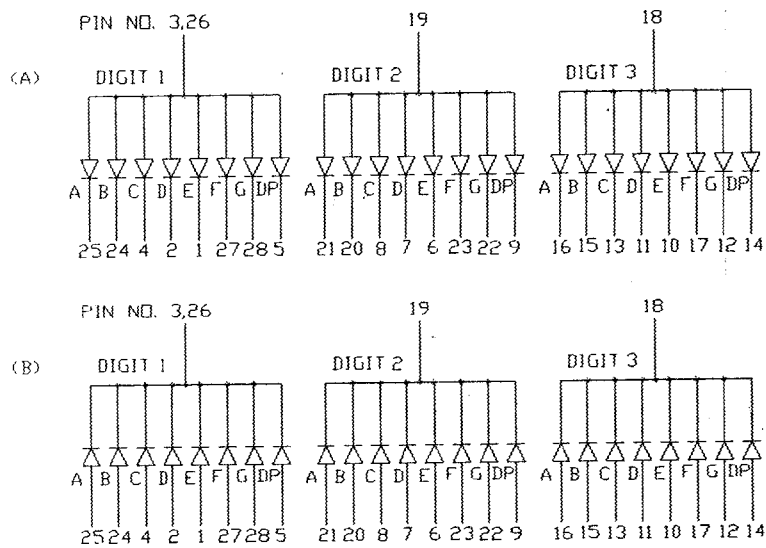 PIN NO. 3,26 19 18
(A) DIGIT 1 DIGIT 2 DIGIT 3
A B C D E F G DP A B C D E F G DP A B C D E F G DP
25 24 4 2 1 27 28 5 21 20 8 7 6 23 22 9 16 15 13 11 10 17 12 14
PIN NO. 3,26 19 18
(B) DIGIT 1 DIGIT 2 DIGIT 3
A B C D E F G DP A B C D E F G DP A B C D E F G DP
25 24 4 2 1 27 28 5 21 20 8 7 6 23 22 9 16 15 13 11 10 17 12 14